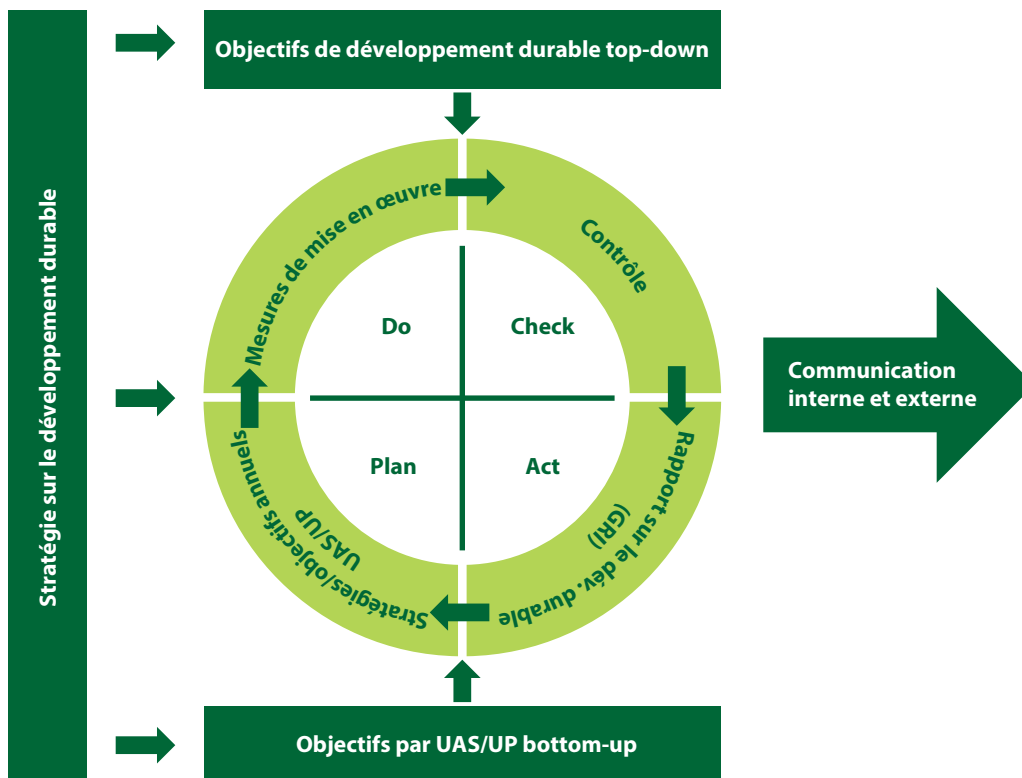 Stratégie sur le développement durable
Objectifs de développement durable top-down
Mesures de mise en œuvre
Contrôle
Do
Check
Communication
interne et externe
Plan
Act
Stratégies/objectifs annuels
UAS/UP
Rapport sur le dév. durable
(GRI)
Objectifs par UAS/UP bottom-up